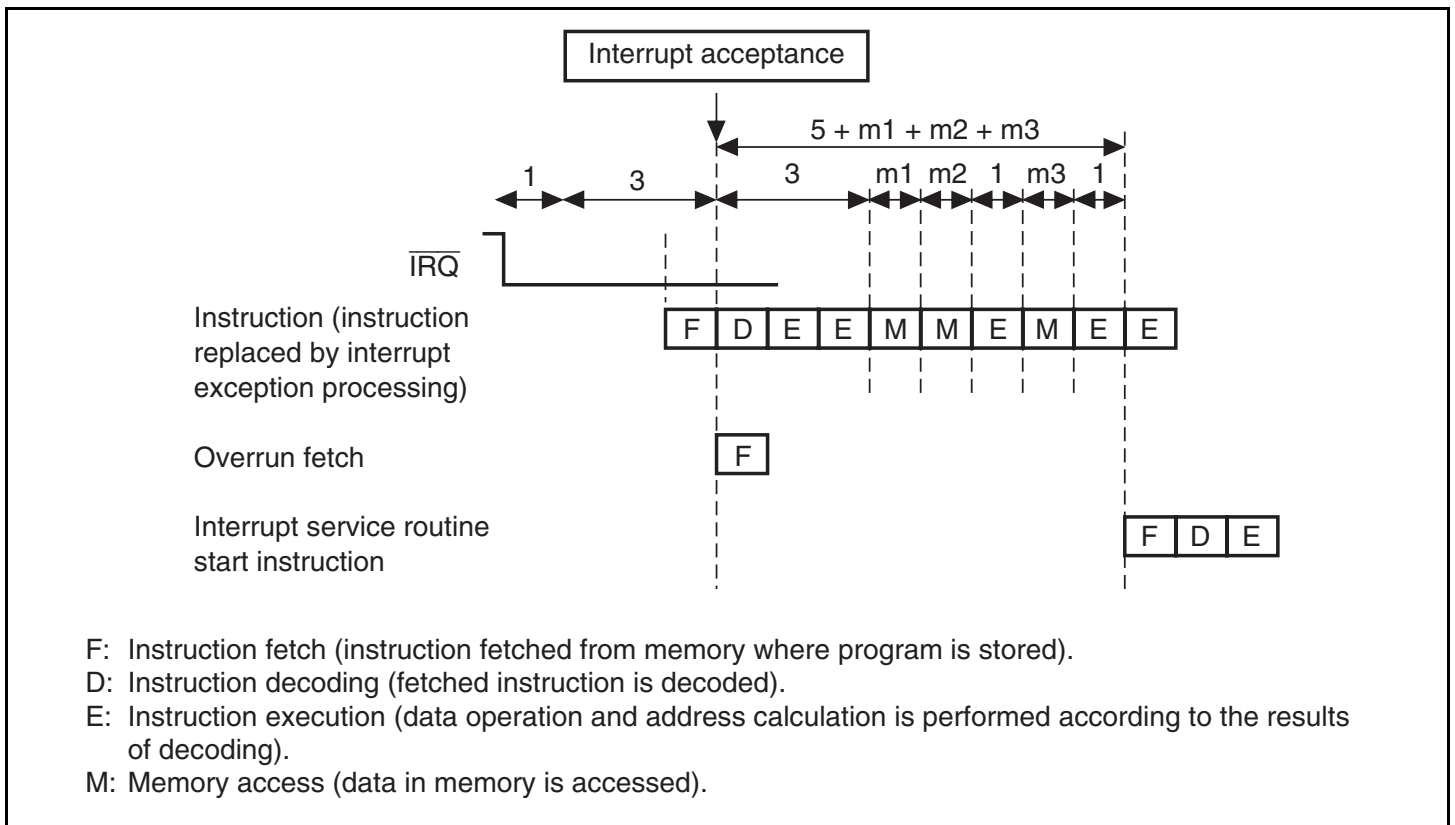 Interrupt acceptance
5 + m1 + m2 + m3
1 3 3 m1 m2 1 m3 1
IRQ
Instruction (instruction
replaced by interrupt
exception processing)
F D E E M M E M E E
Overrun fetch
F
Interrupt service routine
start instruction
F D E
F: Instruction fetch (instruction fetched from memory where program is stored).
D: Instruction decoding (fetched instruction is decoded).
E: Instruction execution (data operation and address calculation is performed according to the results
of decoding).
M: Memory access (data in memory is accessed).